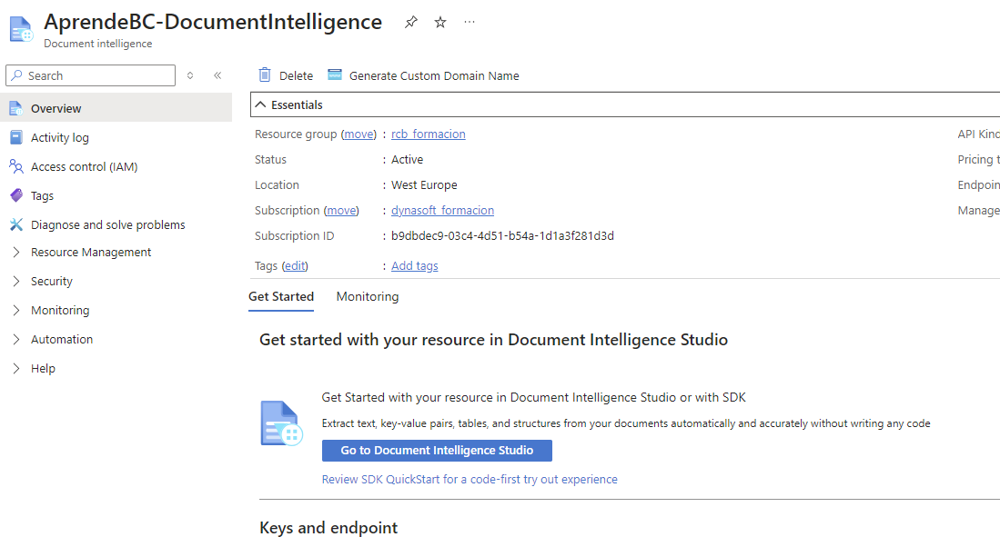 AprendeBC-DocumentIntelligence
Document intelligence
Search
Overview
Activity log
Access control (IAM)
Tags
Diagnose and solve problems
Resource Management
Security
Monitoring
Automation
Help
Delete
Generate Custom Domain Name
Essentials
Resource group (move) : rcb_formacion
Status : Active
Location : West Europe
Subscription (move) : dynasoft_formacion
Subscription ID : b9dbdec9-03c4-4d51-b54a-1d1a3f281d3d
Tags (edit) : Add tags
API Kind
Pricing t
Endpoin
Manage
Get Started Monitoring
Get started with your resource in Document Intelligence Studio
Get Started with your resource in Document Intelligence Studio or with SDK
Extract text, key-value pairs, tables, and structures from your documents automatically and accurately without writing any code
Go to Document Intelligence Studio
Review SDK QuickStart for a code-first try out experience
Keys and endpoint